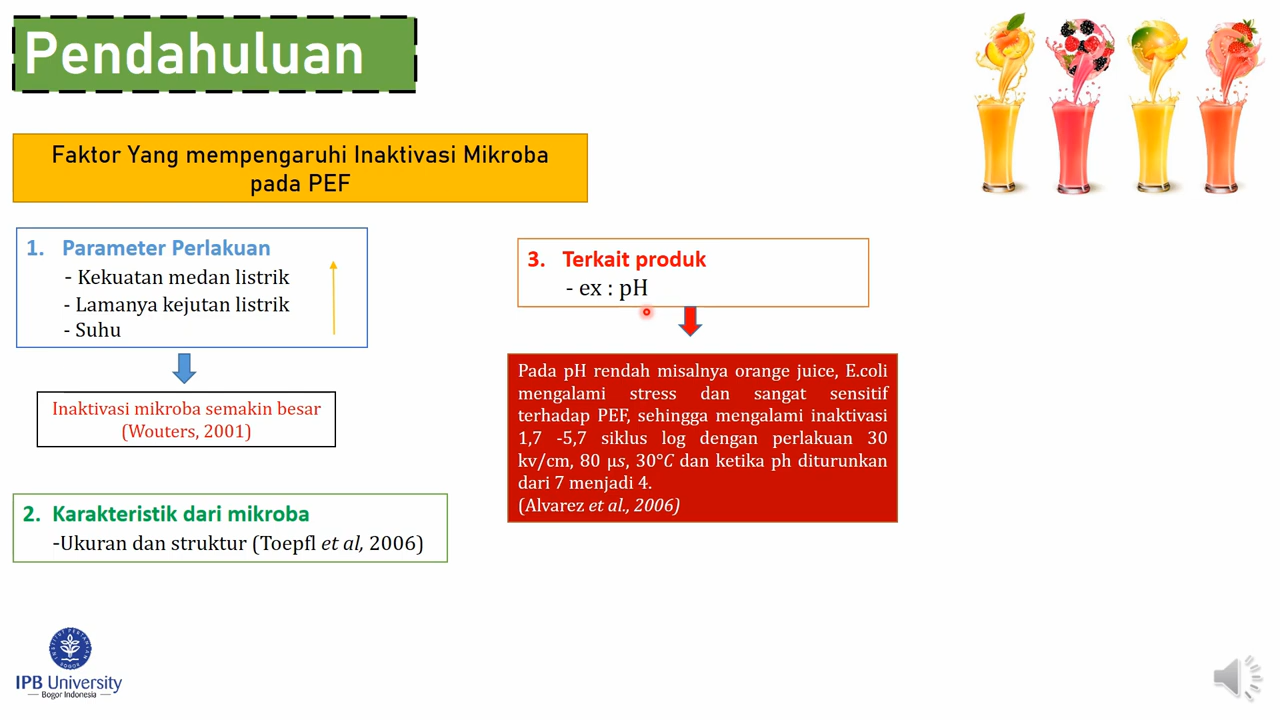 Pendahuluan
Faktor Yang mempengaruhi Inaktivasi Mikroba
pada PEF
1. Parameter Perlakuan
- Kekuatan medan listrik
- Lamanya kejutan listrik
- Suhu
Inaktivasi mikroba semakin besar
(Wouters, 2001)
2. Karakteristik dari mikroba
-Ukuran dan struktur (Toepfl et al, 2006)
3. Terkait produk
- ex : pH
Pada pH rendah misalnya orange juice, E.coli
mengalami stress dan sangat sensitif
terhadap PEF, sehingga mengalami inaktivasi
1,7 -5,7 siklus log dengan perlakuan 30
kv/cm, 80 μs, 30°C dan ketika ph diturunkan
dari 7 menjadi 4.
(Alvarez et al., 2006)
IPB University
Bogor Indonesia